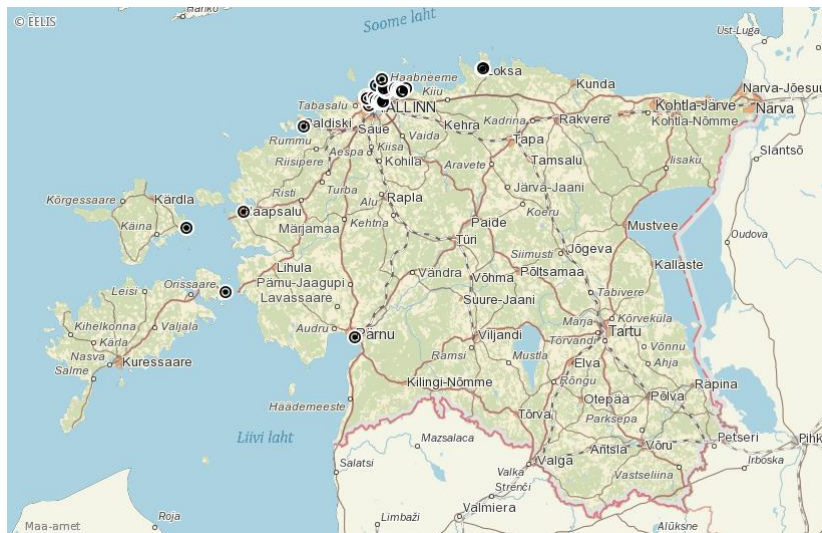 Hanko
© EELIS
Soome laht
Ust-Luga
Haabneeme
Loksa
Kunda
Narva-Jõesuu
Tabasalu
TALLINN
Kiiu
Kohtla-Järve
Narva
Paldiski
Saue
Vaida
Kehra
Kadrina
Rakvere
Kohtla-Nõmme
Rummu
Kiisa
Tapa
Riisipere
Aespa
Kohila
Aravete
Tamsalu
Iisaku
Slantsõ
Kõrgessaare
Kärdla
Risti
Turba
Alu
Rapla
Järva-Jaani
Haapsalu
Koeru
Käina
Märjamaa
Kehtna
Paide
Mustvee
Türi
Siimusti
Jõgeva
Oudova
Lihula
Kallaste
Orissaare
Vändra
Võhma
Põltsamaa
Leisi
Pärnu-Jaagupi
Lavassaare
Suure-Jaani
Tabivere
Kihelkonna
Valjala
Audru
Pärnu
Märja
Kõrveküla
Tartu
Kärla
Viljandi
Tõrvandi
Nasva
Kuressaare
Ramsi
Mustla
Elva
Võnnu
Ahja
Salme
Kilingi-Nõmme
Rõngu
Räpina
Häädemeeste
Otepää
Põlva
Tõrva
Parksepa
Liivi laht
Mazsalaca
Antsla
Võru
Petseri
Pihk
Salatsi
Valka
Valga
Vastseliina
Irboska
Strenči
Valmiera
Maa-amet
Roja
Limbaži
Alūksne